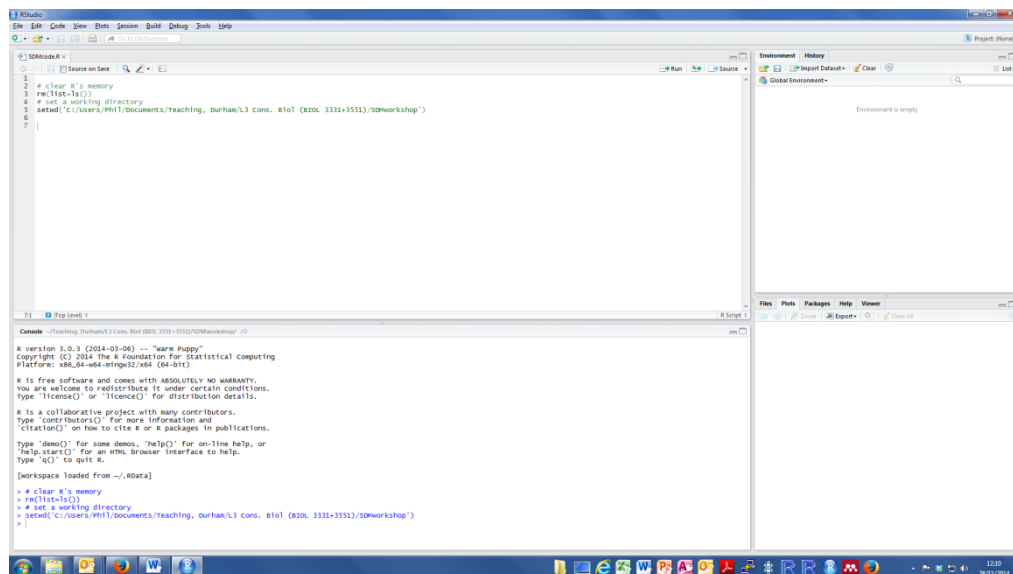 RStudio
File Edit Code View Plots Session Build Debug Tools Help
Go to file/function
Project: (None
SDMcode.R ×
Source on Save
Run Source
1
2 # clear R's memory
3 rm(list=ls())
4 # set a working directory
5 setwd('C:/Users/Phil/Documents/Teaching, Durham/L3 Cons. Biol (BIOL 3331+3551)/SDMworkshop')
6
7
7:1 (Top Level) R Script
Console ~/Teaching, Durham/L3 Cons. Biol (BIOL 3331+3551)/SDMworkshop/
R version 3.0.3 (2014-03-06) -- "Warm Puppy"
Copyright (C) 2014 The R Foundation for Statistical Computing
Platform: x86_64-w64-mingw32/x64 (64-bit)
R is free software and comes with ABSOLUTELY NO WARRANTY.
You are welcome to redistribute it under certain conditions.
Type 'license()' or 'licence()' for distribution details.
R is a collaborative project with many contributors.
Type 'contributors()' for more information and
'citation()' on how to cite R or R packages in publications.
Type 'demo()' for some demos, 'help()' for on-line help, or
'help.start()' for an HTML browser interface to help.
Type 'q()' to quit R.
[Workspace loaded from ~/.RData]
> # clear R's memory
> rm(list=ls())
> # set a working directory
> setwd('C:/Users/Phil/Documents/Teaching, Durham/L3 Cons. Biol (BIOL 3331+3551)/SDMworkshop')
>
Environment History
Import Dataset Clear List
Global Environment
Environment is empty
Files Plots Packages Help Viewer
Zoom Export Clear All
12:10
28/11/2014